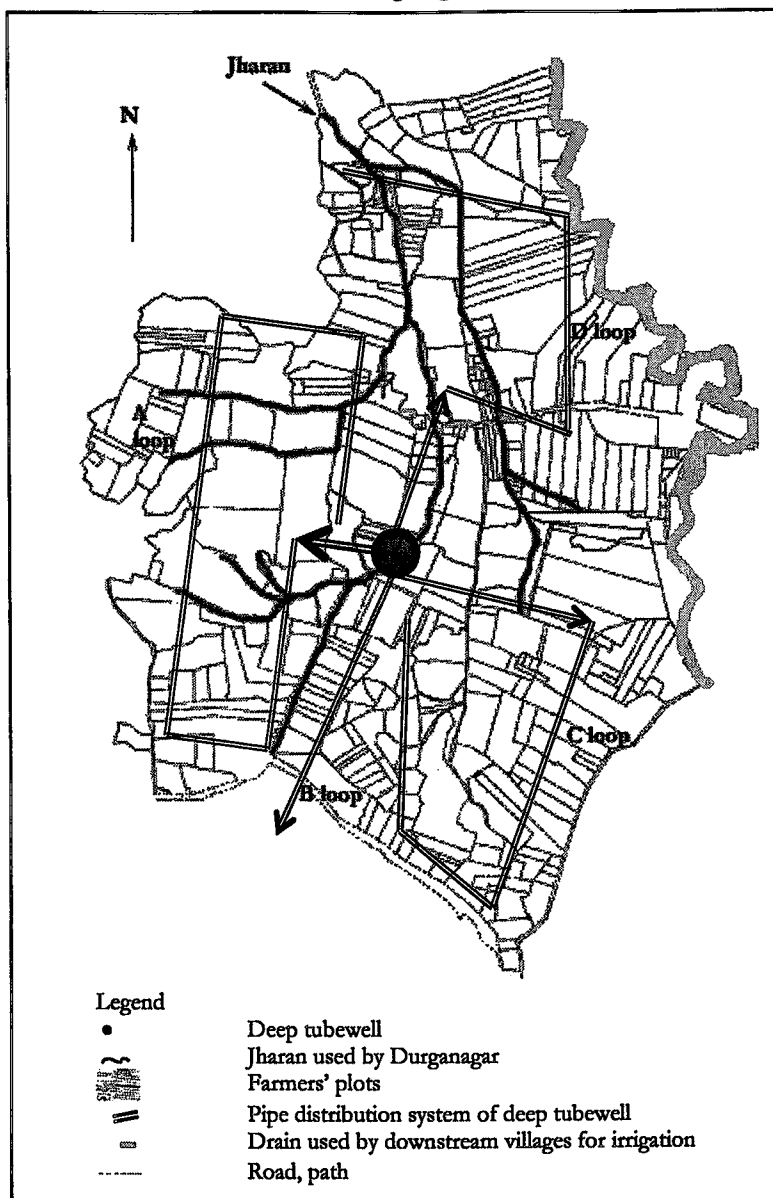 Jharan
N
D loop
A
A
loop
C loop
B loop
Legend
Deep tubewell
Jharan used by Durganagar
Farmers' plots
Pipe distribution system of deep tubewell
Drain used by downstream villages for irrigation
Road, path